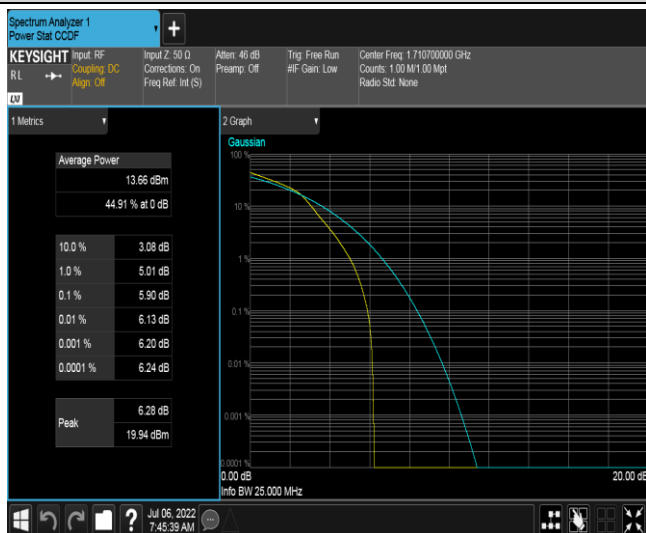 Spectrum Analyzer 1
Power Stat CCDF
KEYSIGHT
RL
LXI
Input: RF
Coupling: DC
Align: Off
Input Z: 50 Ω
Corrections: On
Freq Ref: Int (S)
Atten: 46 dB
Preamp: Off
Trig: Free Run
#IF Gain: Low
Center Freq: 1.710700000 GHz
Counts: 1.00 M/1.00 Mpt
Radio Std: None
1 Metrics
Average Power
13.66 dBm
44.91 % at 0 dB
10.0 % 3.08 dB
1.0 % 5.01 dB
0.1 % 5.90 dB
0.01 % 6.13 dB
0.001 % 6.20 dB
0.0001 % 6.24 dB
Peak
6.28 dB
19.94 dBm
2 Graph
Gaussian
100 %
10 %
1 %
0.1 %
0.01 %
0.001 %
0.0001 %
0.00 dB
20.00 dB
Info BW 25.000 MHz
?
Jul 06, 2022
7:45:39 AM